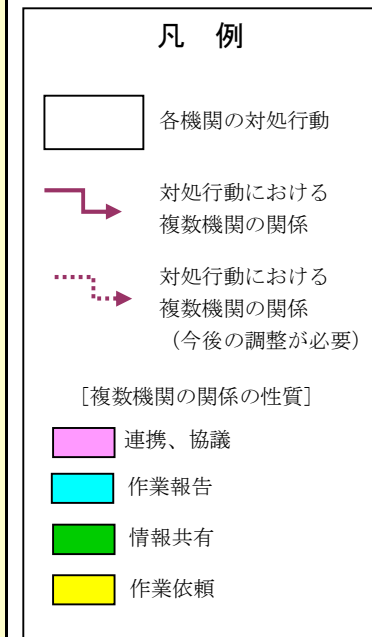 凡 例
各機関の対処行動
対処行動における
複数機関の関係
対処行動における
複数機関の関係
（今後の調整が必要）
［複数機関の関係の性質］
連携、協議
作業報告
情報共有
作業依頼